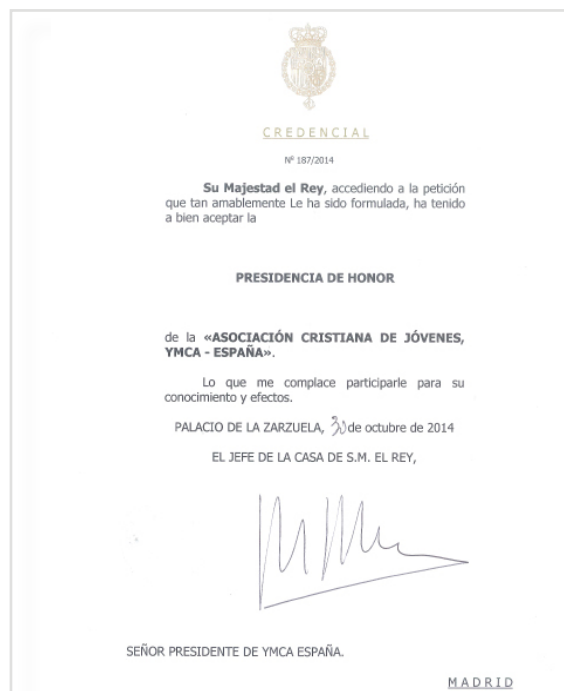 CREDENCIAL
Nº 187/2014
Su Majestad el Rey, accediendo a la petición
que tan amablemente Le ha sido formulada, ha tenido
a bien aceptar la
PRESIDENCIA DE HONOR
de la «ASOCIACIÓN CRISTIANA DE JÓVENES,
YMCA - ESPAÑA».
Lo que me complace participarle para su
conocimiento y efectos.
PALACIO DE LA ZARZUELA, 30 de octubre de 2014
EL JEFE DE LA CASA DE S.M. EL REY,
SEÑOR PRESIDENTE DE YMCA ESPAÑA.
MADRID